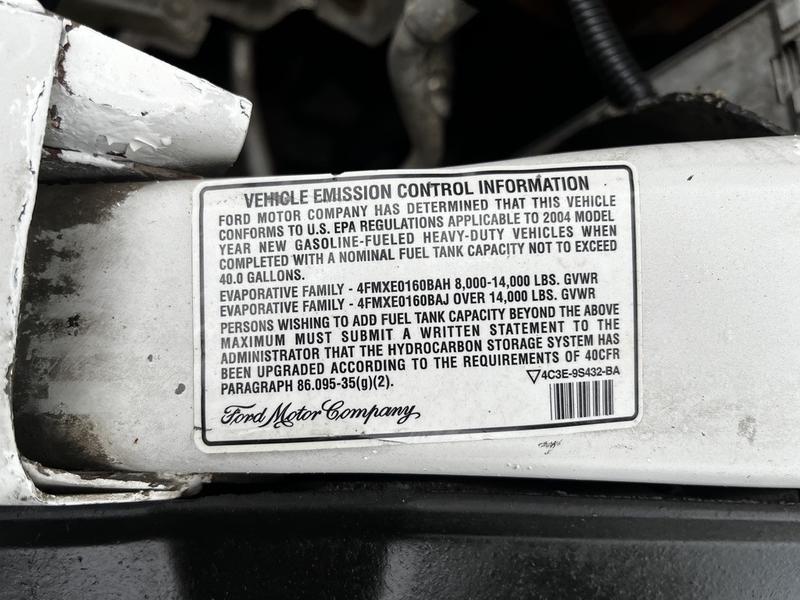 VEHICLE EMISSION CONTROL INFORMATION
FORD MOTOR COMPANY HAS DETERMINED THAT THIS VEHICLE
CONFORMS TO U.S. EPA REGULATIONS APPLICABLE TO 2004 MODEL
YEAR NEW GASOLINE-FUELED HEAVY-DUTY VEHICLES WHEN
COMPLETED WITH A NOMINAL FUEL TANK CAPACITY NOT TO EXCEED
40.0 GALLONS.
EVAPORATIVE FAMILY - 4FMXE0160BAH 8,000-14,000 LBS. GVWR
EVAPORATIVE FAMILY - 4FMXE0160BAJ OVER 14,000 LBS. GVWR
PERSONS WISHING TO ADD FUEL TANK CAPACITY BEYOND THE ABOVE
MAXIMUM MUST SUBMIT A WRITTEN STATEMENT TO THE
ADMINISTRATOR THAT THE HYDROCARBON STORAGE SYSTEM HAS
BEEN UPGRADED ACCORDING TO THE REQUIREMENTS OF 40CFR
PARAGRAPH 86.095-35(g)(2).
▽4C3E-9S432-BA
Ford Motor Company